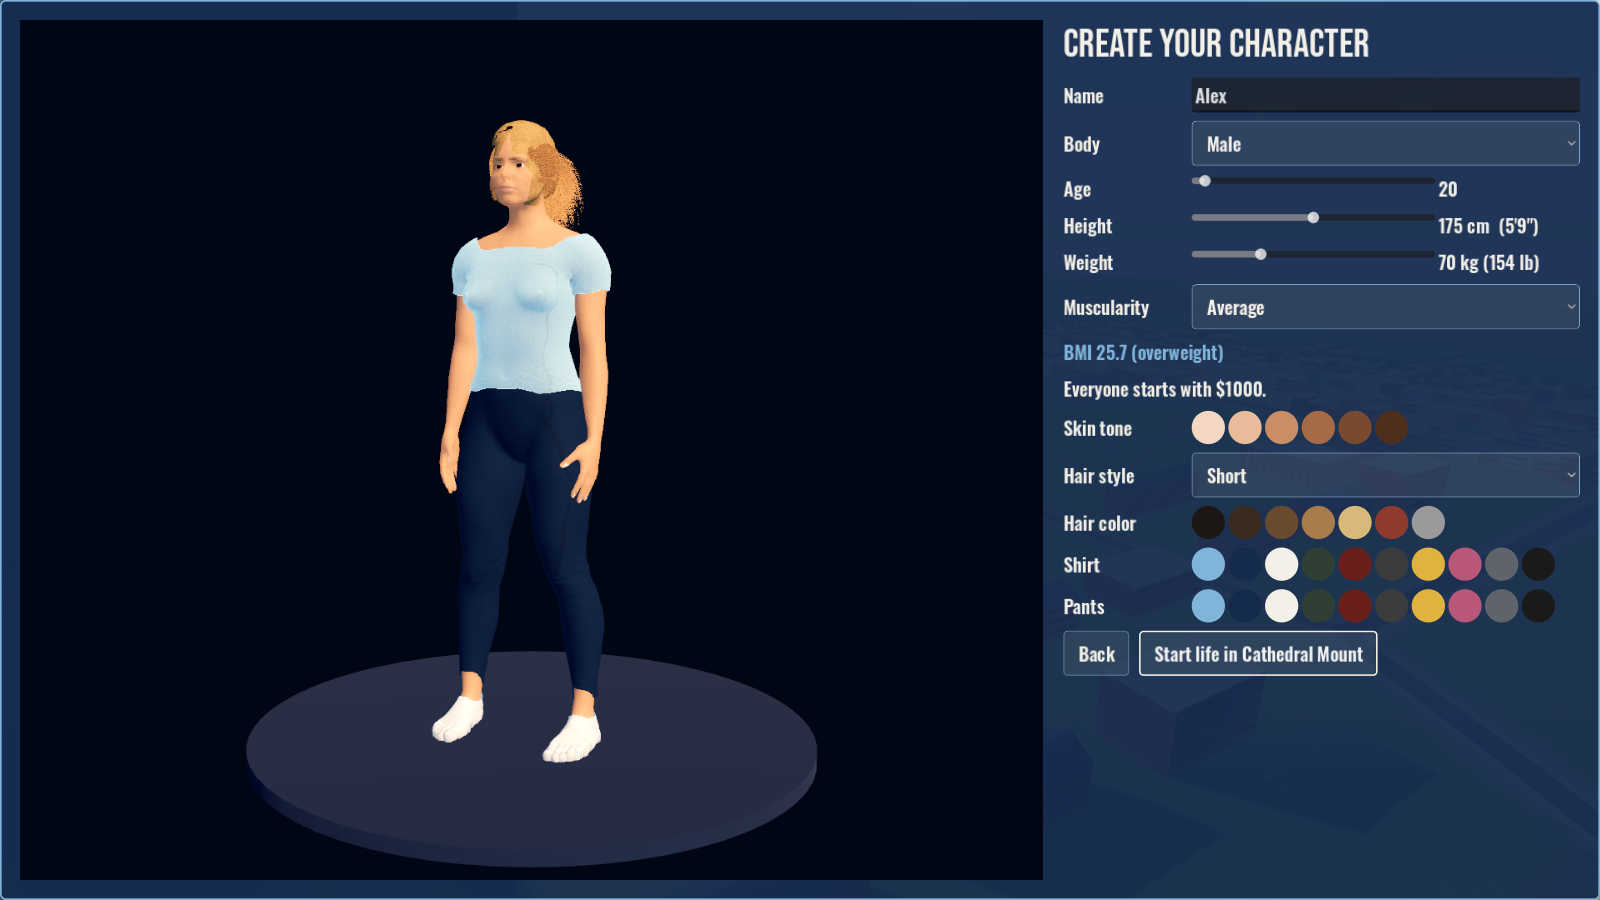 CREATE YOUR CHARACTER
Name Alex
Body Male
Age 20
Height 175 cm (5'9")
Weight 70 kg (154 lb)
Muscularity Average
BMI 25.7 (overweight)
Everyone starts with $1000.
Skin tone
Hair style Short
Hair color
Shirt
Pants
Back Start life in Cathedral Mount